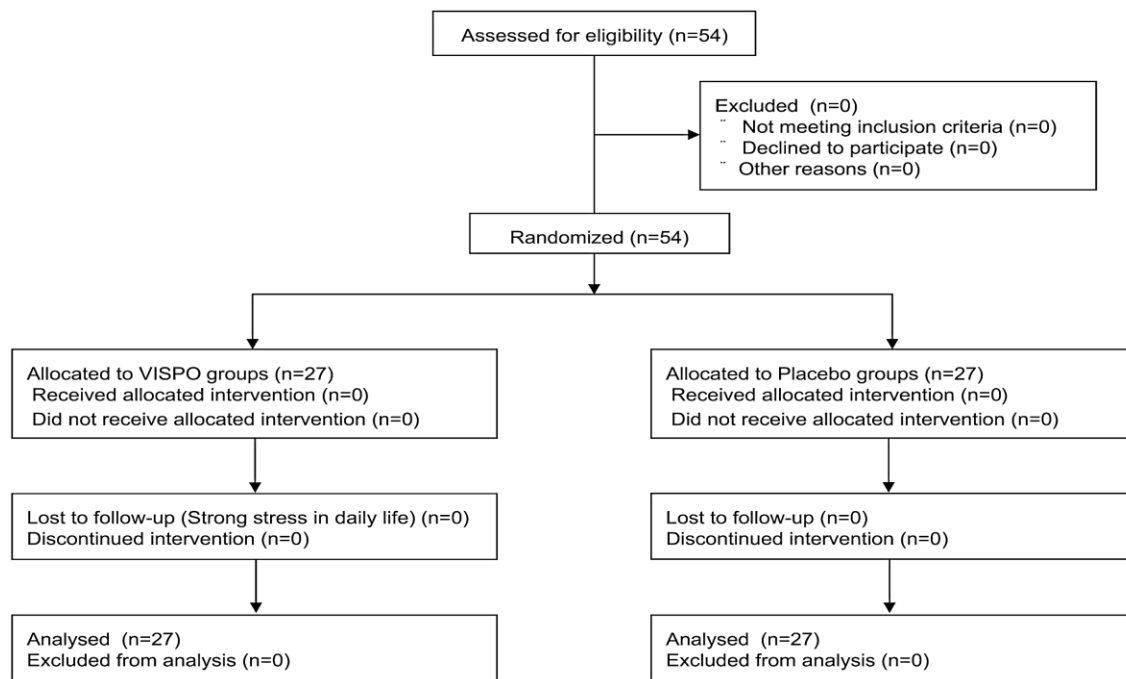 Assessed for eligibility (n=54)
Excluded (n=0)
¨ Not meeting inclusion criteria (n=0)
¨ Declined to participate (n=0)
¨ Other reasons (n=0)
Randomized (n=54)
Allocated to VISPO groups (n=27)
Received allocated intervention (n=0)
Did not receive allocated intervention (n=0)
Allocated to Placebo groups (n=27)
Received allocated intervention (n=0)
Did not receive allocated intervention (n=0)
Lost to follow-up (Strong stress in daily life) (n=0)
Discontinued intervention (n=0)
Lost to follow-up (n=0)
Discontinued intervention (n=0)
Analysed (n=27)
Excluded from analysis (n=0)
Analysed (n=27)
Excluded from analysis (n=0)